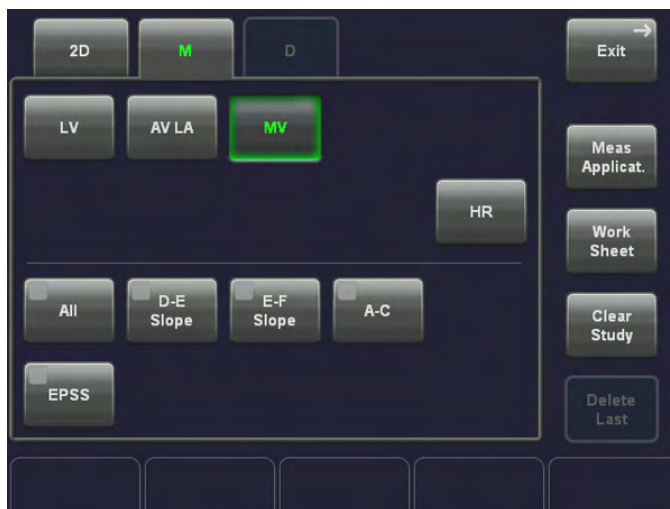 2D
M
D
Exit
LV
AV LA
MV
Meas
Applicat.
HR
Work
Sheet
All
D-E
Slope
E-F
Slope
A-C
Clear
Study
EPSS
Delete
Last